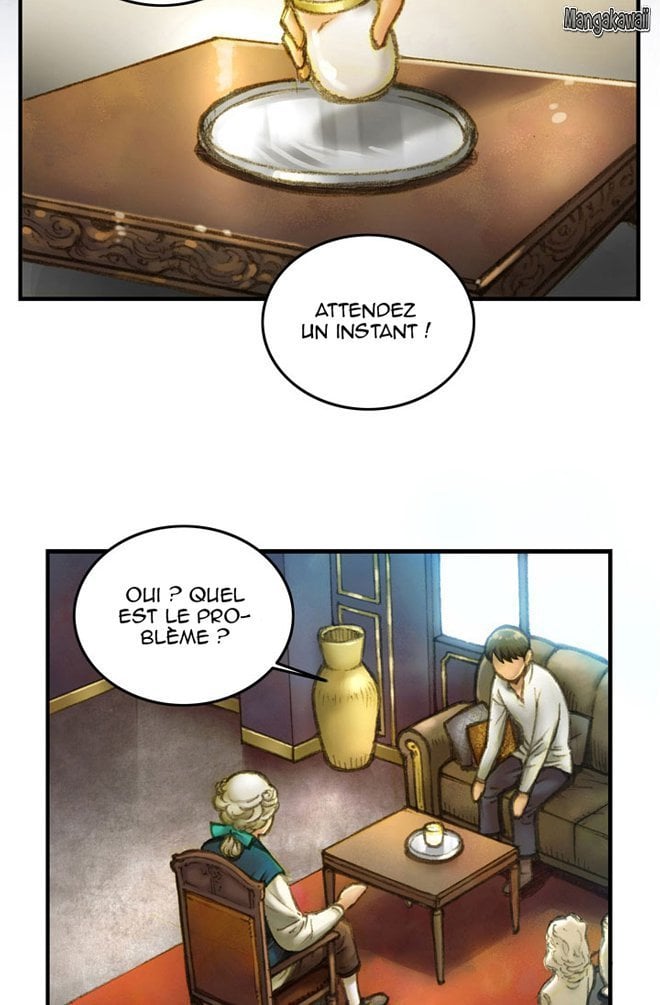 Mangakawaii
ATTENDEZ
UN INSTANT !
OUI ? QUEL
EST LE PRO-
BLÈME ?